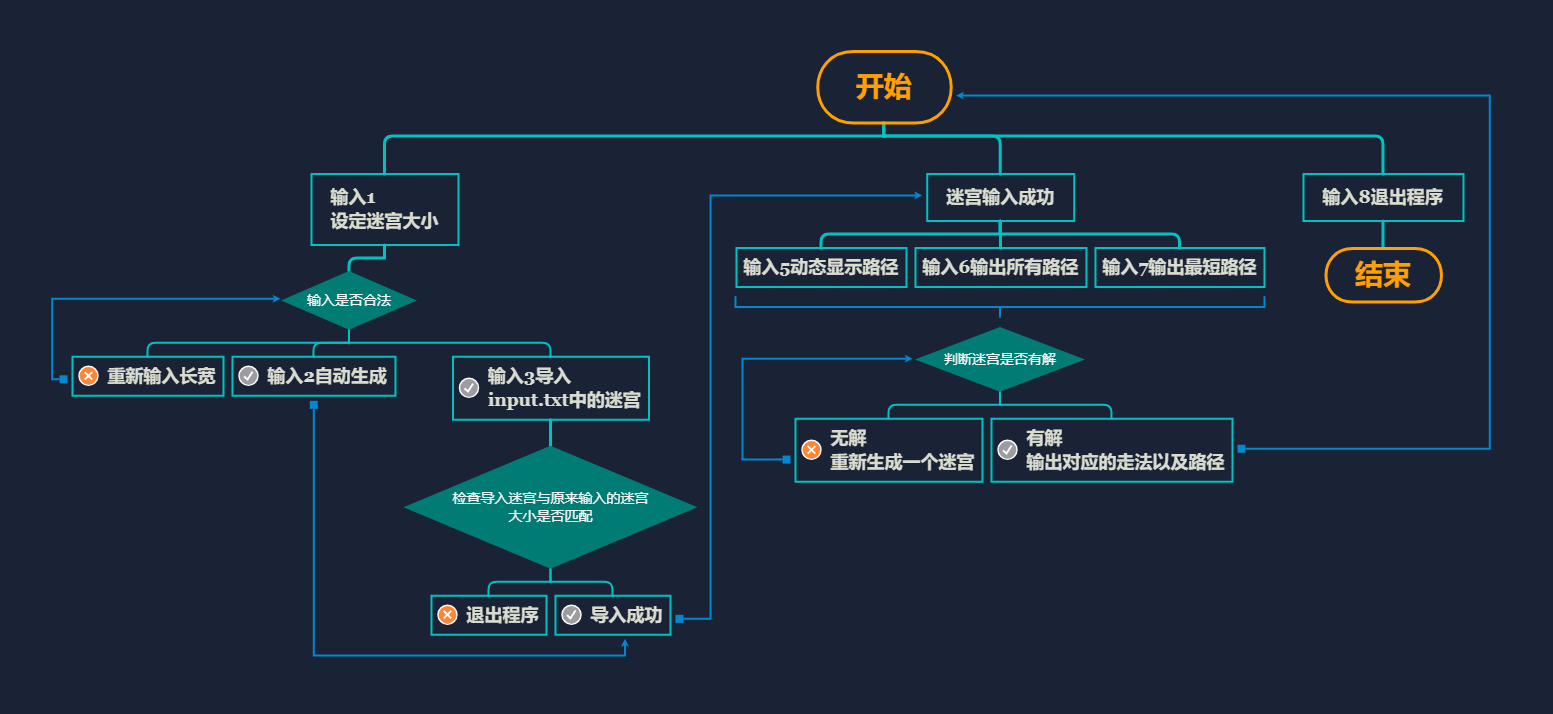 开始
输入1
设定迷宫大小
迷宫输入成功
输入8退出程序
输入5动态显示路径
输入6输出所有路径
输入7输出最短路径
结束
输入是否合法
重新输入长宽
输入2自动生成
输入3导入
input.txt中的迷宫
判断迷宫是否有解
无解
重新生成一个迷宫
有解
输出对应的走法以及路径
检查导入迷宫与原来输入的迷宫
大小是否匹配
退出程序
导入成功